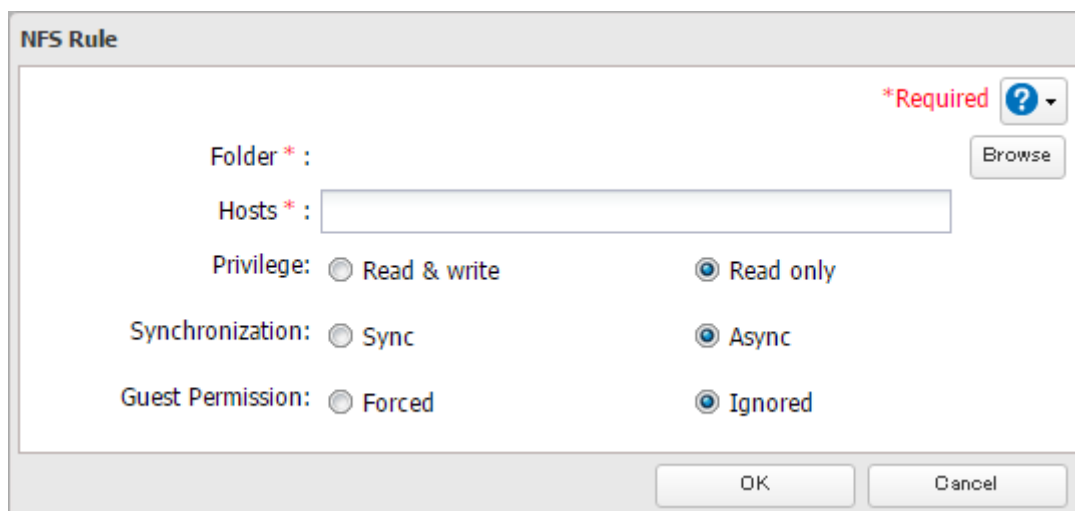 NFS Rule
*Required ?
Folder * : Browse
Hosts * :
Privilege: Read & write Read only
Synchronization: Sync Async
Guest Permission: Forced Ignored
OK Cancel